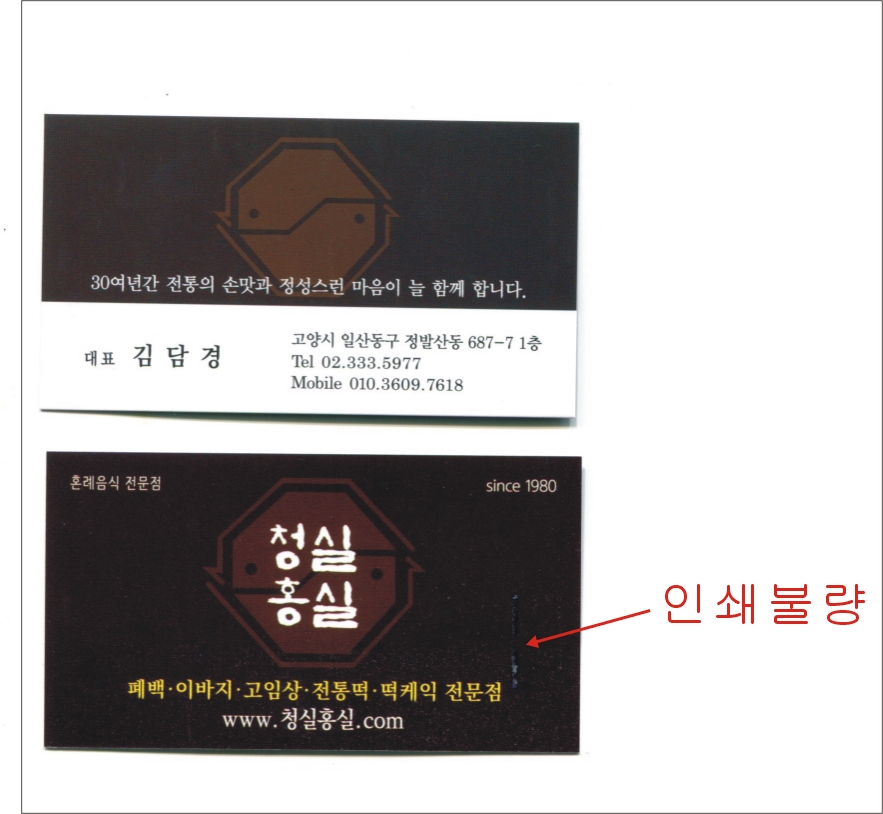 30여년간 전통의 손맛과 정성스런 마음이 늘 함께 합니다.
대표 김 담 경
고양시 일산동구 정발산동 687-7 1층
Tel 02.333.5977
Mobile 010.3609.7618
혼례음식 전문점
since 1980
청실
홍실
인쇄불량
폐백·이바지·고임상·전통떡·떡케익 전문점
www.청실홍실.com